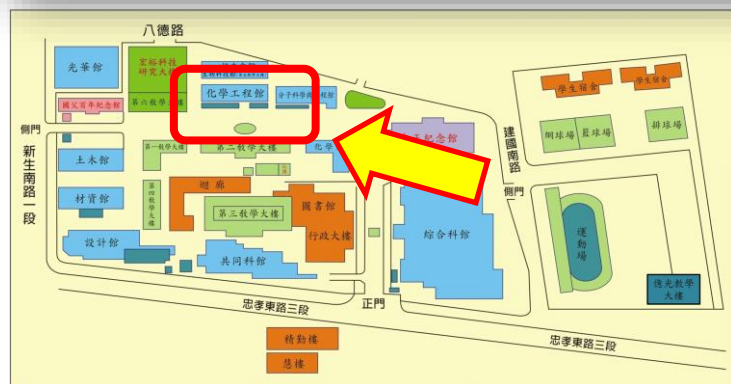 八德路
光華館
宏裕科技
研究大樓
化學工程館
分子科學與工程館
國父百年紀念館
第六教學大樓
側門
新生南路一段
土木館
第一教學大樓
第二教學大樓
化學
建國南路
側門
學生宿舍
學生宿舍
網球場
籃球場
排球場
材資館
第四教學大樓
迴廊
第三教學大樓
圖書館
行政大樓
綜合科館
運動場
設計館
共同科館
億光教學
大樓
忠孝東路三段
正門
忠孝東路三段
精勤樓
慧樓